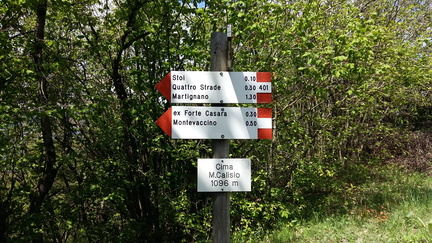 Stoi 0.10
Quattro Strade 0.30 401
Martignano 1.30
ex Forte Casara 0.30
Montevaccino 0.50
Cima
M.Calisio
1096 m